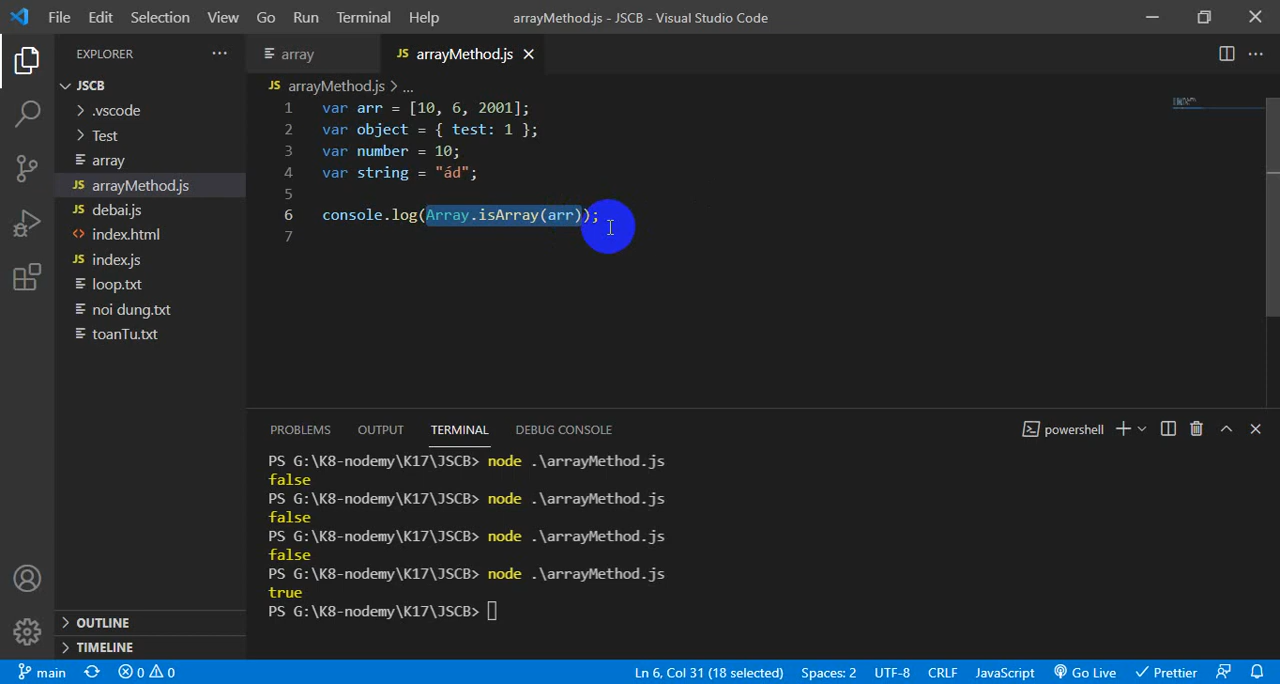 File Edit Selection View Go Run Terminal Help
arrayMethod.js - JSCB - Visual Studio Code
EXPLORER
JSCB
.vscode
Test
array
JS arrayMethod.js
JS debai.js
<> index.html
JS index.js
loop.txt
noi dung.txt
toanTu.txt
OUTLINE
TIMELINE
array
JS arrayMethod.js
JS arrayMethod.js > ...
1 var arr = [10, 6, 2001];
2 var object = { test: 1 };
3 var number = 10;
4 var string = "ád";
5
6 console.log(Array.isArray(arr));
7
PROBLEMS OUTPUT TERMINAL DEBUG CONSOLE
powershell
PS G:\K8-nodemy\K17\JSCB> node .\arrayMethod.js
false
PS G:\K8-nodemy\K17\JSCB> node .\arrayMethod.js
false
PS G:\K8-nodemy\K17\JSCB> node .\arrayMethod.js
false
PS G:\K8-nodemy\K17\JSCB> node .\arrayMethod.js
true
PS G:\K8-nodemy\K17\JSCB>
main 0 0 Ln 6, Col 31 (18 selected) Spaces: 2 UTF-8 CRLF JavaScript Go Live Prettier